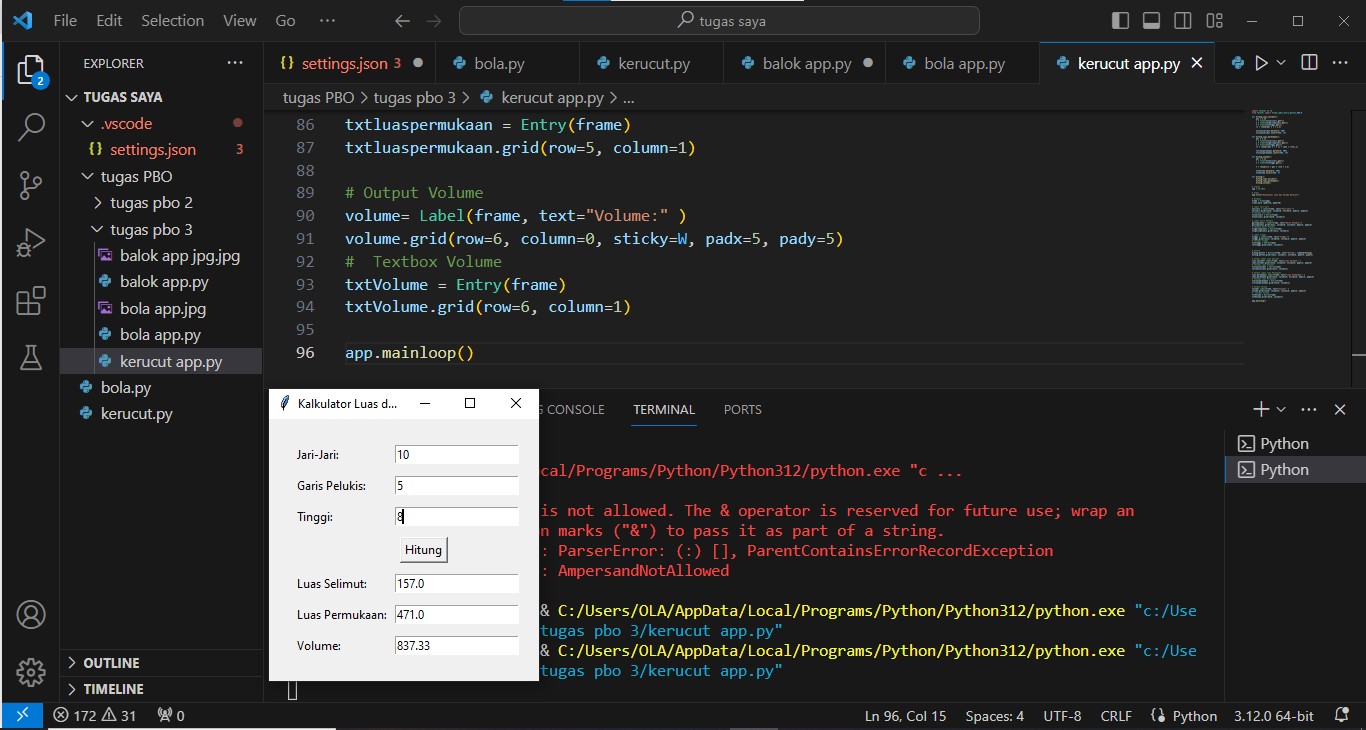 File Edit Selection View Go ··· tugas saya
EXPLORER ···
TUGAS SAYA
.vscode
{} settings.json 3
tugas PBO
tugas pbo 2
tugas pbo 3
balok app jpg.jpg
balok app.py
bola app.jpg
bola app.py
kerucut app.py
bola.py
kerucut.py
OUTLINE
TIMELINE
2
{} settings.json 3 bola.py kerucut.py balok app.py bola app.py kerucut app.py
tugas PBO > tugas pbo 3 > kerucut app.py > ...
86 txtluaspermukaan = Entry(frame)
87 txtluaspermukaan.grid(row=5, column=1)
88
89 # Output Volume
90 volume= Label(frame, text="Volume:" )
91 volume.grid(row=6, column=0, sticky=W, padx=5, pady=5)
92 #  Textbox Volume
93 txtVolume = Entry(frame)
94 txtVolume.grid(row=6, column=1)
95
96 app.mainloop()
CONSOLE TERMINAL PORTS
cal/Programs/Python/Python312/python.exe "c ...
is not allowed. The & operator is reserved for future use; wrap an
n marks ("&") to pass it as part of a string.
: ParserError: (:) [], ParentContainsErrorRecordException
: AmpersandNotAllowed
& C:/Users/OLA/AppData/Local/Programs/Python/Python312/python.exe "c:/Use
tugas pbo 3/kerucut app.py"
& C:/Users/OLA/AppData/Local/Programs/Python/Python312/python.exe "c:/Use
tugas pbo 3/kerucut app.py"
Python
Python
Kalkulator Luas d...
Jari-Jari: 10
Garis Pelukis: 5
Tinggi: 8
Hitung
Luas Selimut: 157.0
Luas Permukaan: 471.0
Volume: 837.33
172 31 0 Ln 96, Col 15 Spaces: 4 UTF-8 CRLF {} Python 3.12.0 64-bit